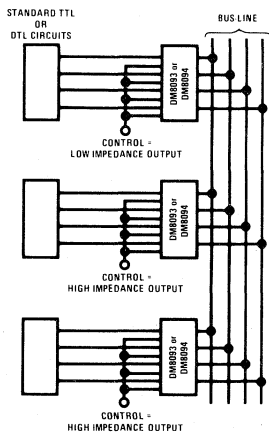 STANDARD TTL
OR
DTL CIRCUITS
BUS-LINE
DM8093 or
DM8094
CONTROL =
LOW IMPEDANCE OUTPUT
DM8093 or
DM8094
CONTROL =
HIGH IMPEDANCE OUTPUT
DM8093 or
DM8094
CONTROL =
HIGH IMPEDANCE OUTPUT